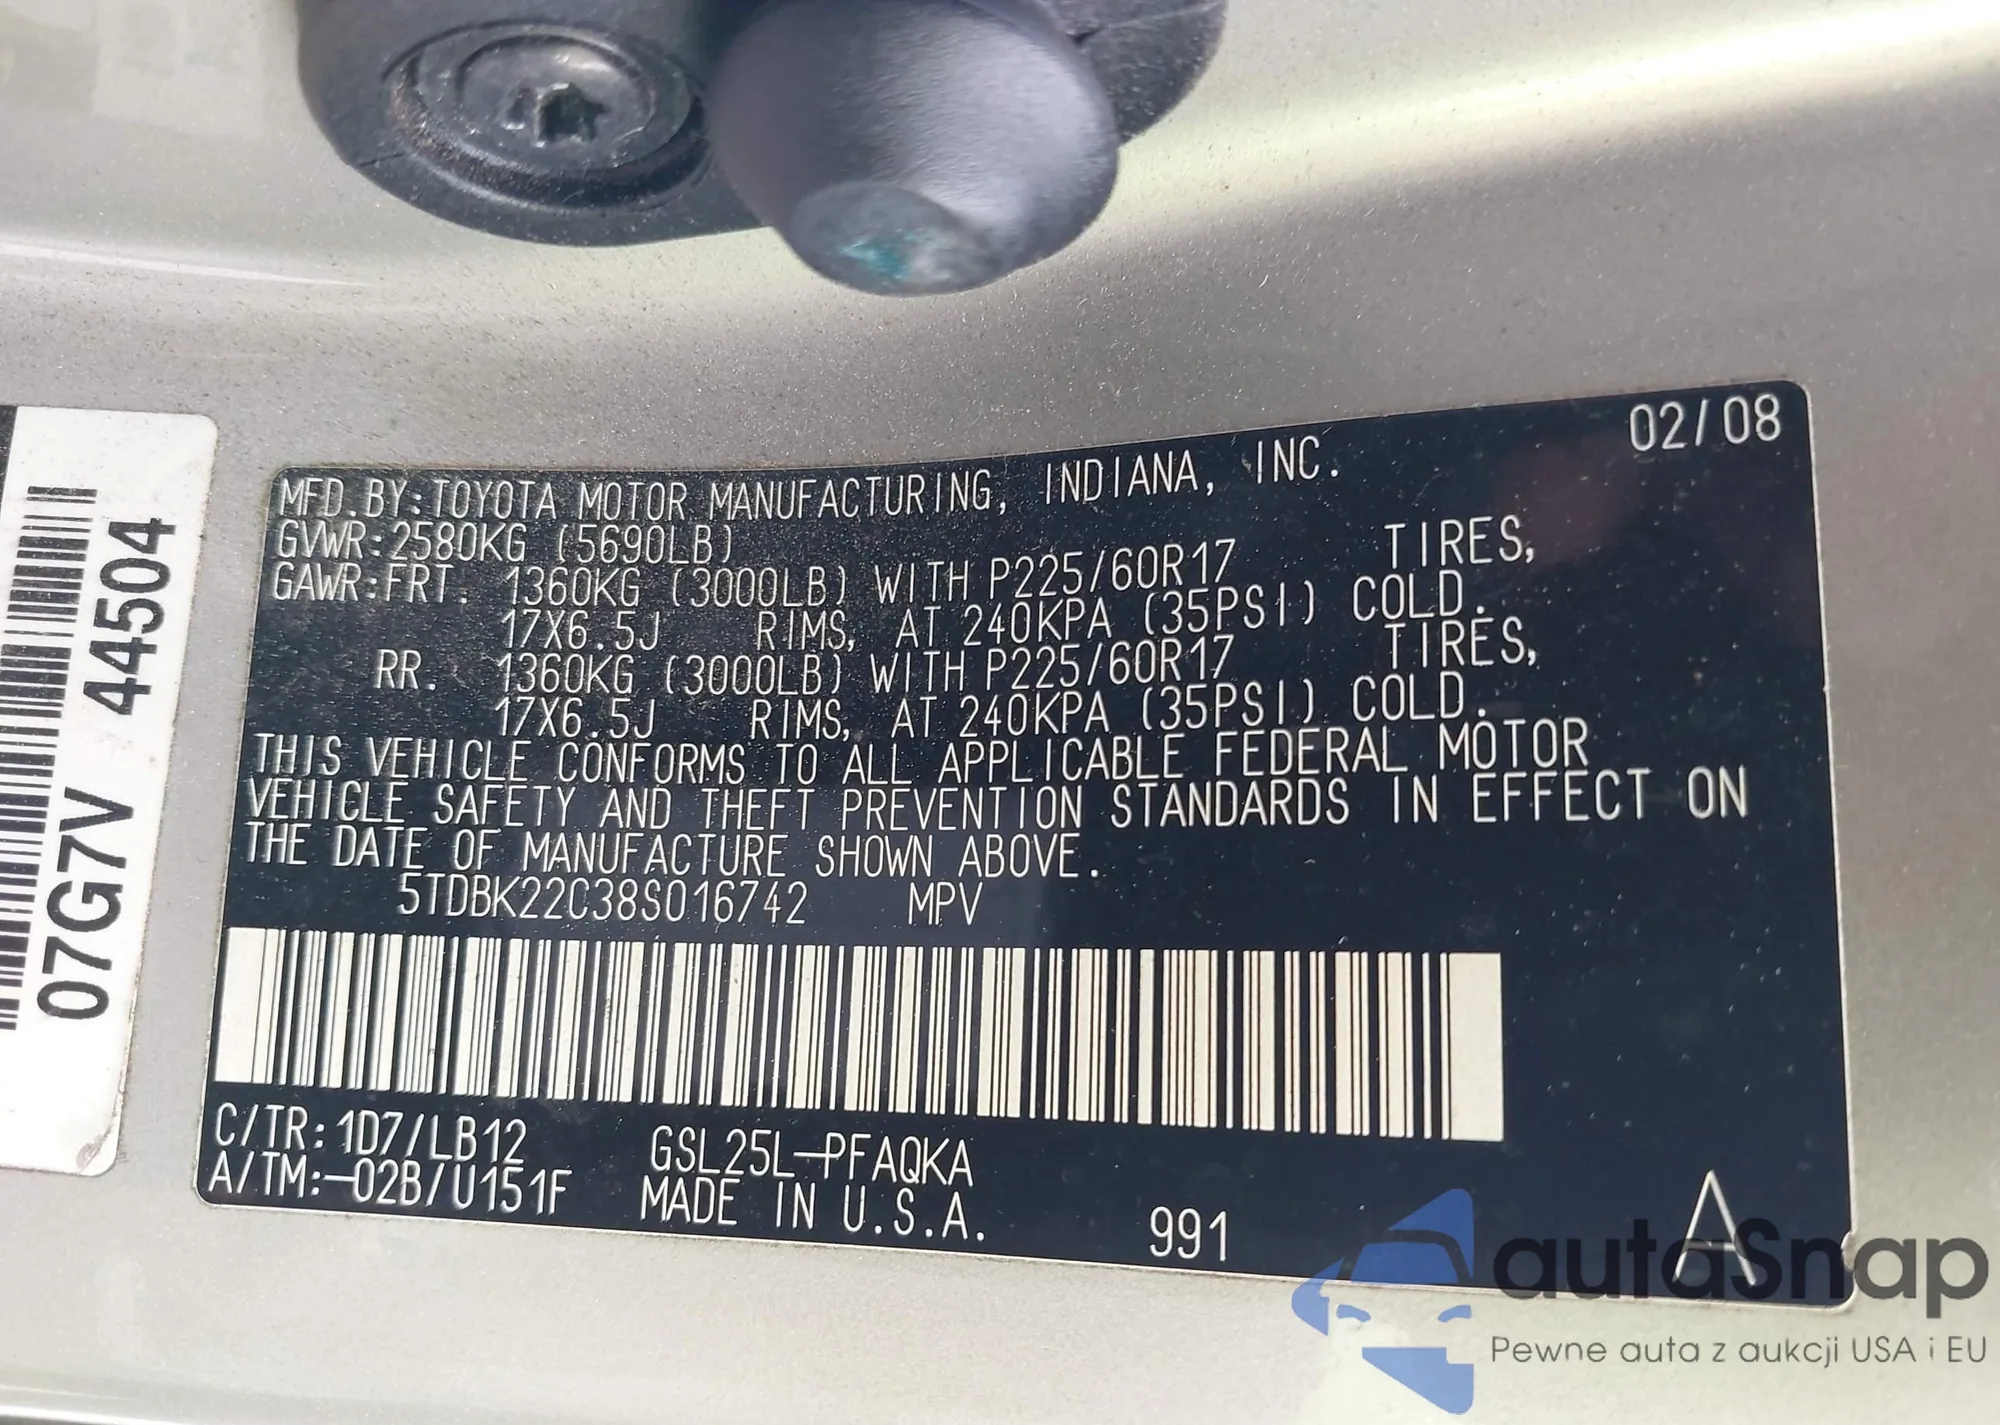 02/08
MFD.BY:TOYOTA MOTOR MANUFACTURING, INDIANA, INC.
GVWR:2580KG (5690LB)
GAWR:FRT. 1360KG (3000LB) WITH P225/60R17 TIRES,
17X6.5J RIMS, AT 240KPA (35PSI) COLD.
RR. 1360KG (3000LB) WITH P225/60R17 TIRES,
17X6.5J RIMS, AT 240KPA (35PSI) COLD.
THIS VEHICLE CONFORMS TO ALL APPLICABLE FEDERAL MOTOR
VEHICLE SAFETY AND THEFT PREVENTION STANDARDS IN EFFECT ON
THE DATE OF MANUFACTURE SHOWN ABOVE.
5TDBK22C38S016742 MPV
C/TR:1D7/LB12 GSL25L-PFAQKA
A/TM:-02B/U151F MADE IN U.S.A.
991 A
07G7V 44504
autoSnap
Pewne auta z aukcji USA i EU